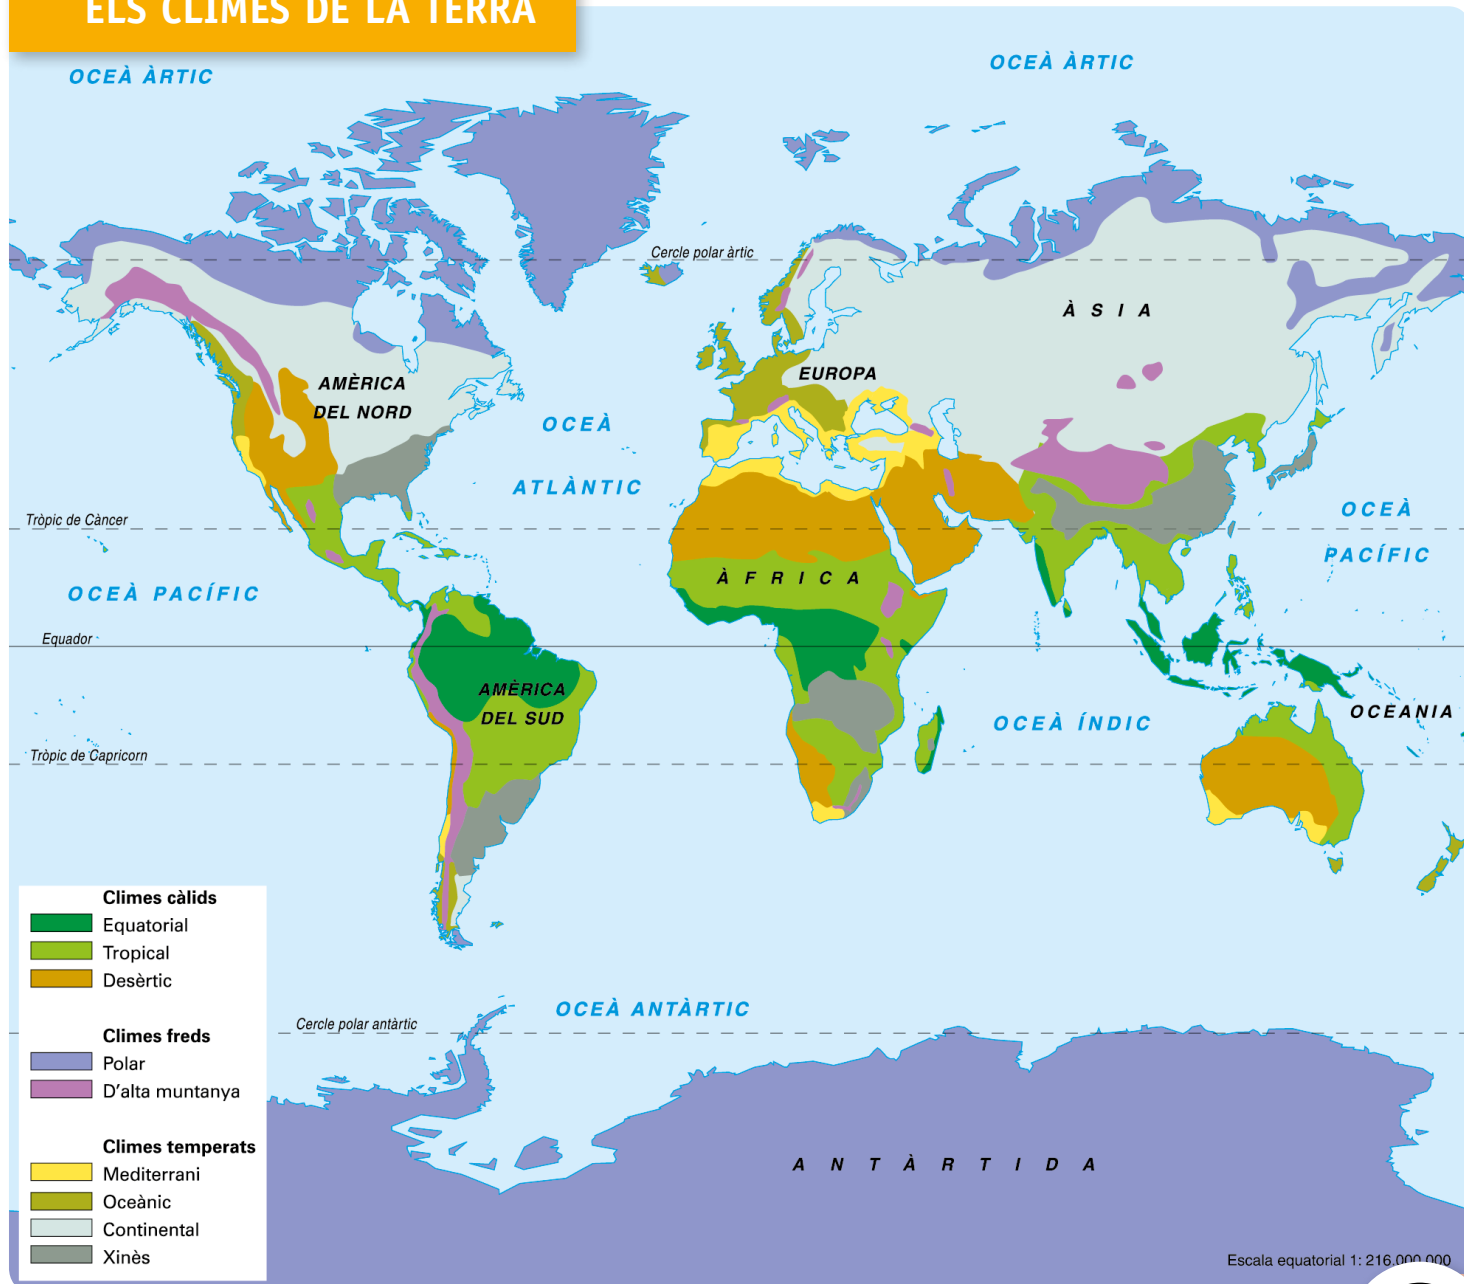 ELS CLIMES DE LA TERRA
OCEÀ ÀRTIC
OCEÀ ÀRTIC
Cercle polar àrtic
ÀSIA
EUROPA
AMÈRICA
DEL NORD
OCEÀ
ATLÀNTIC
Tròpic de Càncer
OCEÀ
PACÍFIC
ÀFRICA
OCEÀ PACÍFIC
Equador
AMÈRICA
DEL SUD
OCEANIA
OCEÀ ÍNDIC
Tròpic de Capricorn
Climes càlids
Equatorial
Tropical
Desèrtic
Climes freds
Polar
D'alta muntanya
Climes temperats
Mediterrani
Oceànic
Continental
Xinès
OCEÀ ANTÀRTIC
Cercle polar antàrtic
ANTÀRTIDA
Escala equatorial 1: 216.000.000